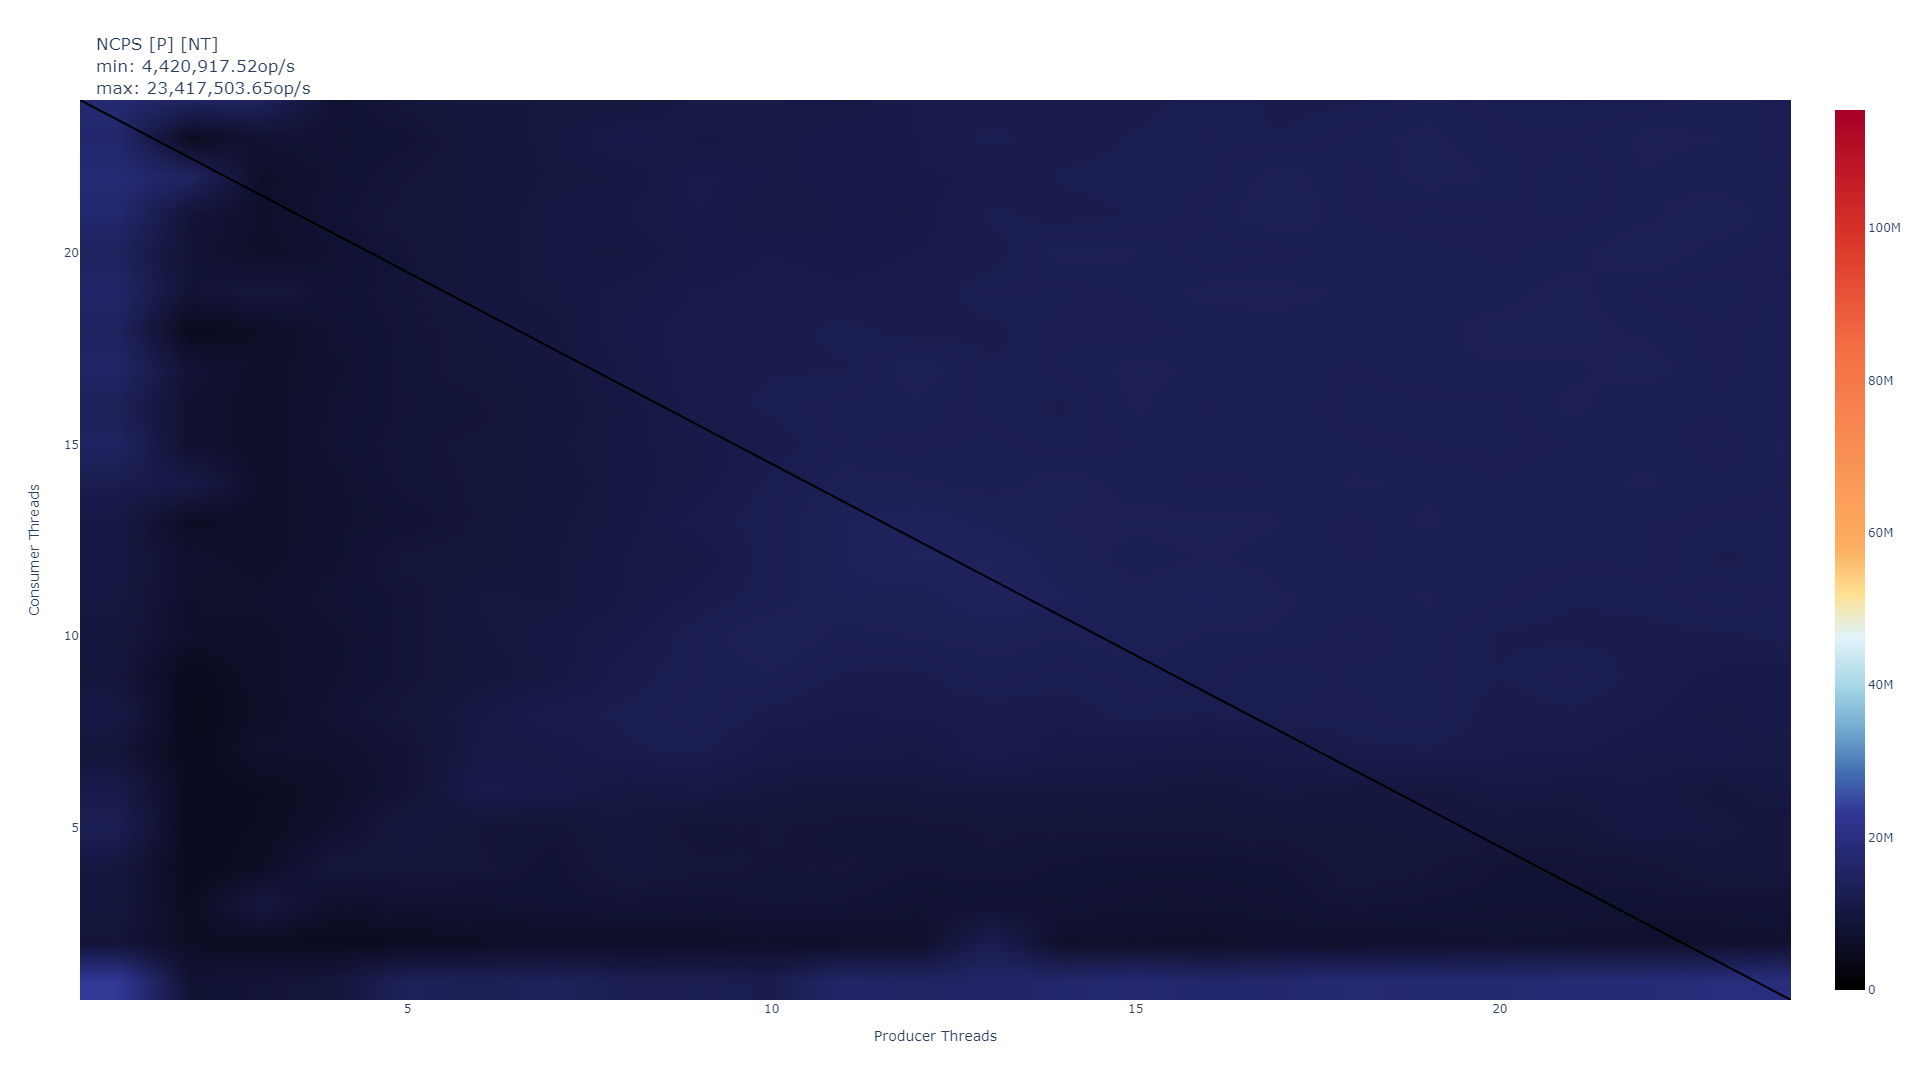 NCPS [P] [NT]
min: 4,420,917.52op/s
max: 23,417,503.65op/s
Consumer Threads
20
15
10
5
5
10
15
20
Producer Threads
100M
80M
60M
40M
20M
0